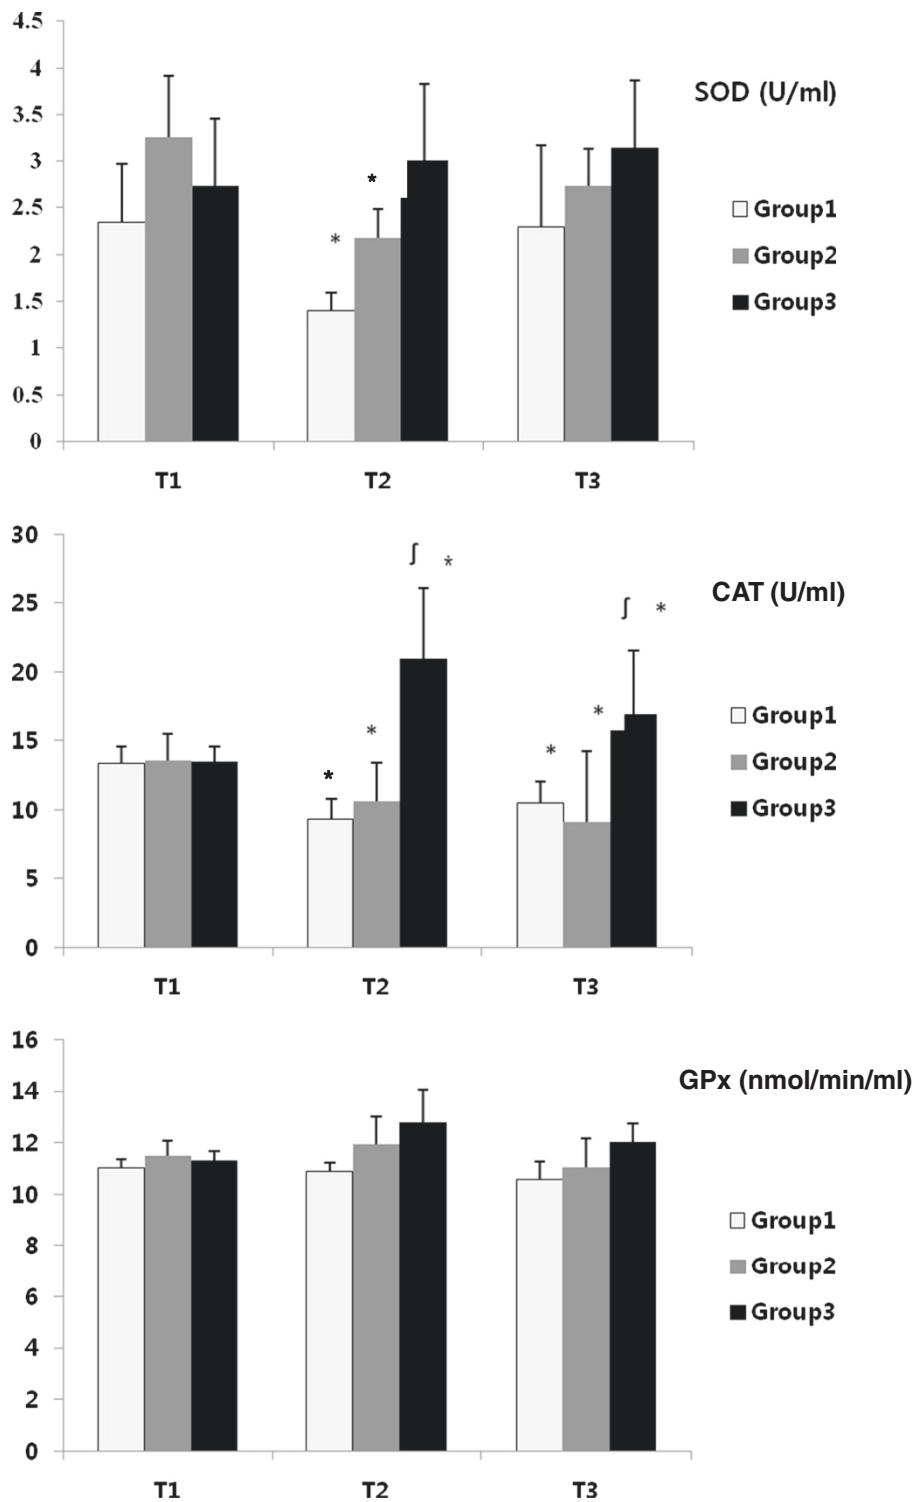 4.5
4
3.5
3
2.5
2
1.5
1
0.5
0
SOD (U/ml)
Group1
Group2
Group3
* *
T1 T2 T3
30
25
20
15
10
5
0
CAT (U/ml)
Group1
Group2
Group3
* * ∫ * * * ∫ *
T1 T2 T3
16
14
12
10
8
6
4
2
0
GPx (nmol/min/ml)
Group1
Group2
Group3
T1 T2 T3